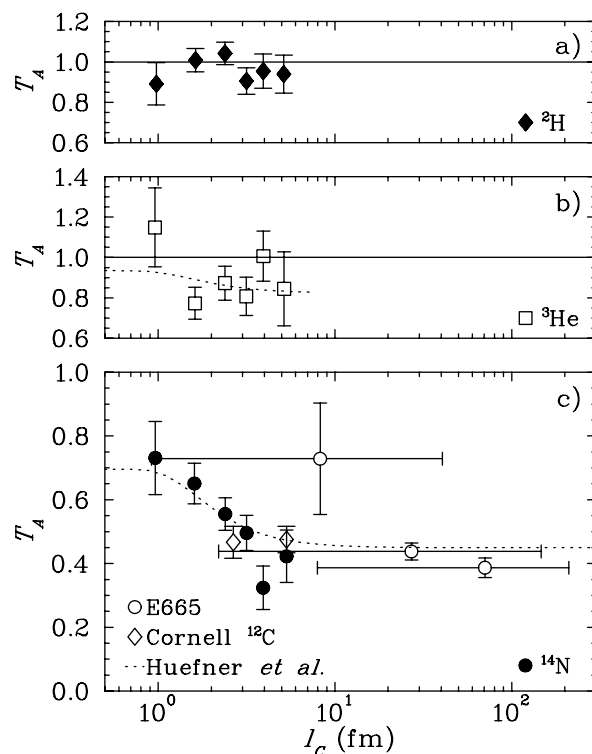 1.2
1.0
0.8
0.6
T_A
a)
²H
1.4
1.2
1.0
0.8
0.6
T_A
b)
³He
1.0
0.8
0.6
0.4
0.2
0.0
T_A
c)
E665
Cornell ¹²C
Huefner et al.
¹⁴N
10⁰ 10¹ 10²
l_c (fm)